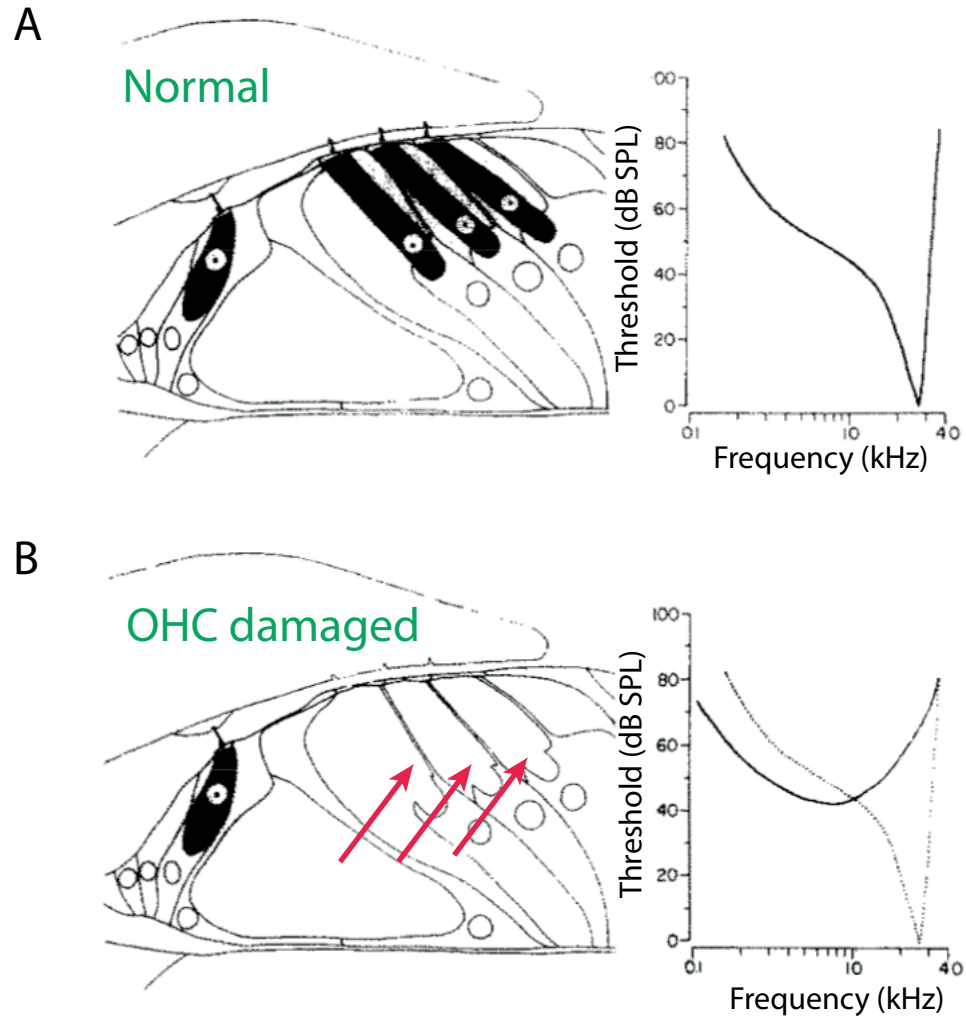 A
Normal
00
80
60
40
20
0
Threshold (dB SPL)
01 10 40
Frequency (kHz)
B
OHC damaged
100
80
60
40
20
0
Threshold (dB SPL)
0.1 10 40
Frequency (kHz)